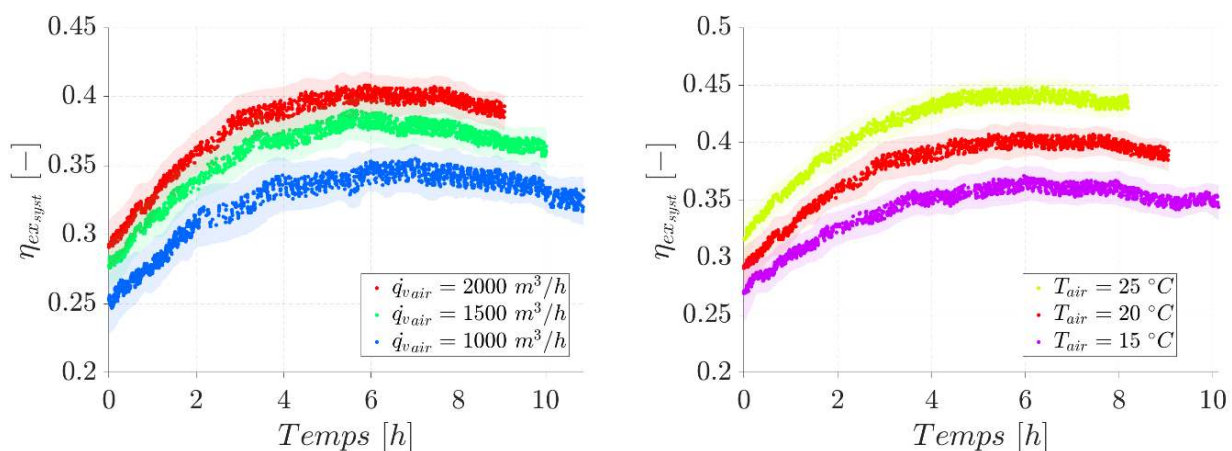 0.45
0.4
0.35
0.3
0.25
0.2
η_{ex_{syst}} [−]
0 2 4 6 8 10
Temps [h]
q̇_{v air} = 2000 m³/h
q̇_{v air} = 1500 m³/h
q̇_{v air} = 1000 m³/h
0.5
0.45
0.4
0.35
0.3
0.25
0.2
η_{ex_{syst}} [−]
0 2 4 6 8 10
Temps [h]
T_{air} = 25 °C
T_{air} = 20 °C
T_{air} = 15 °C